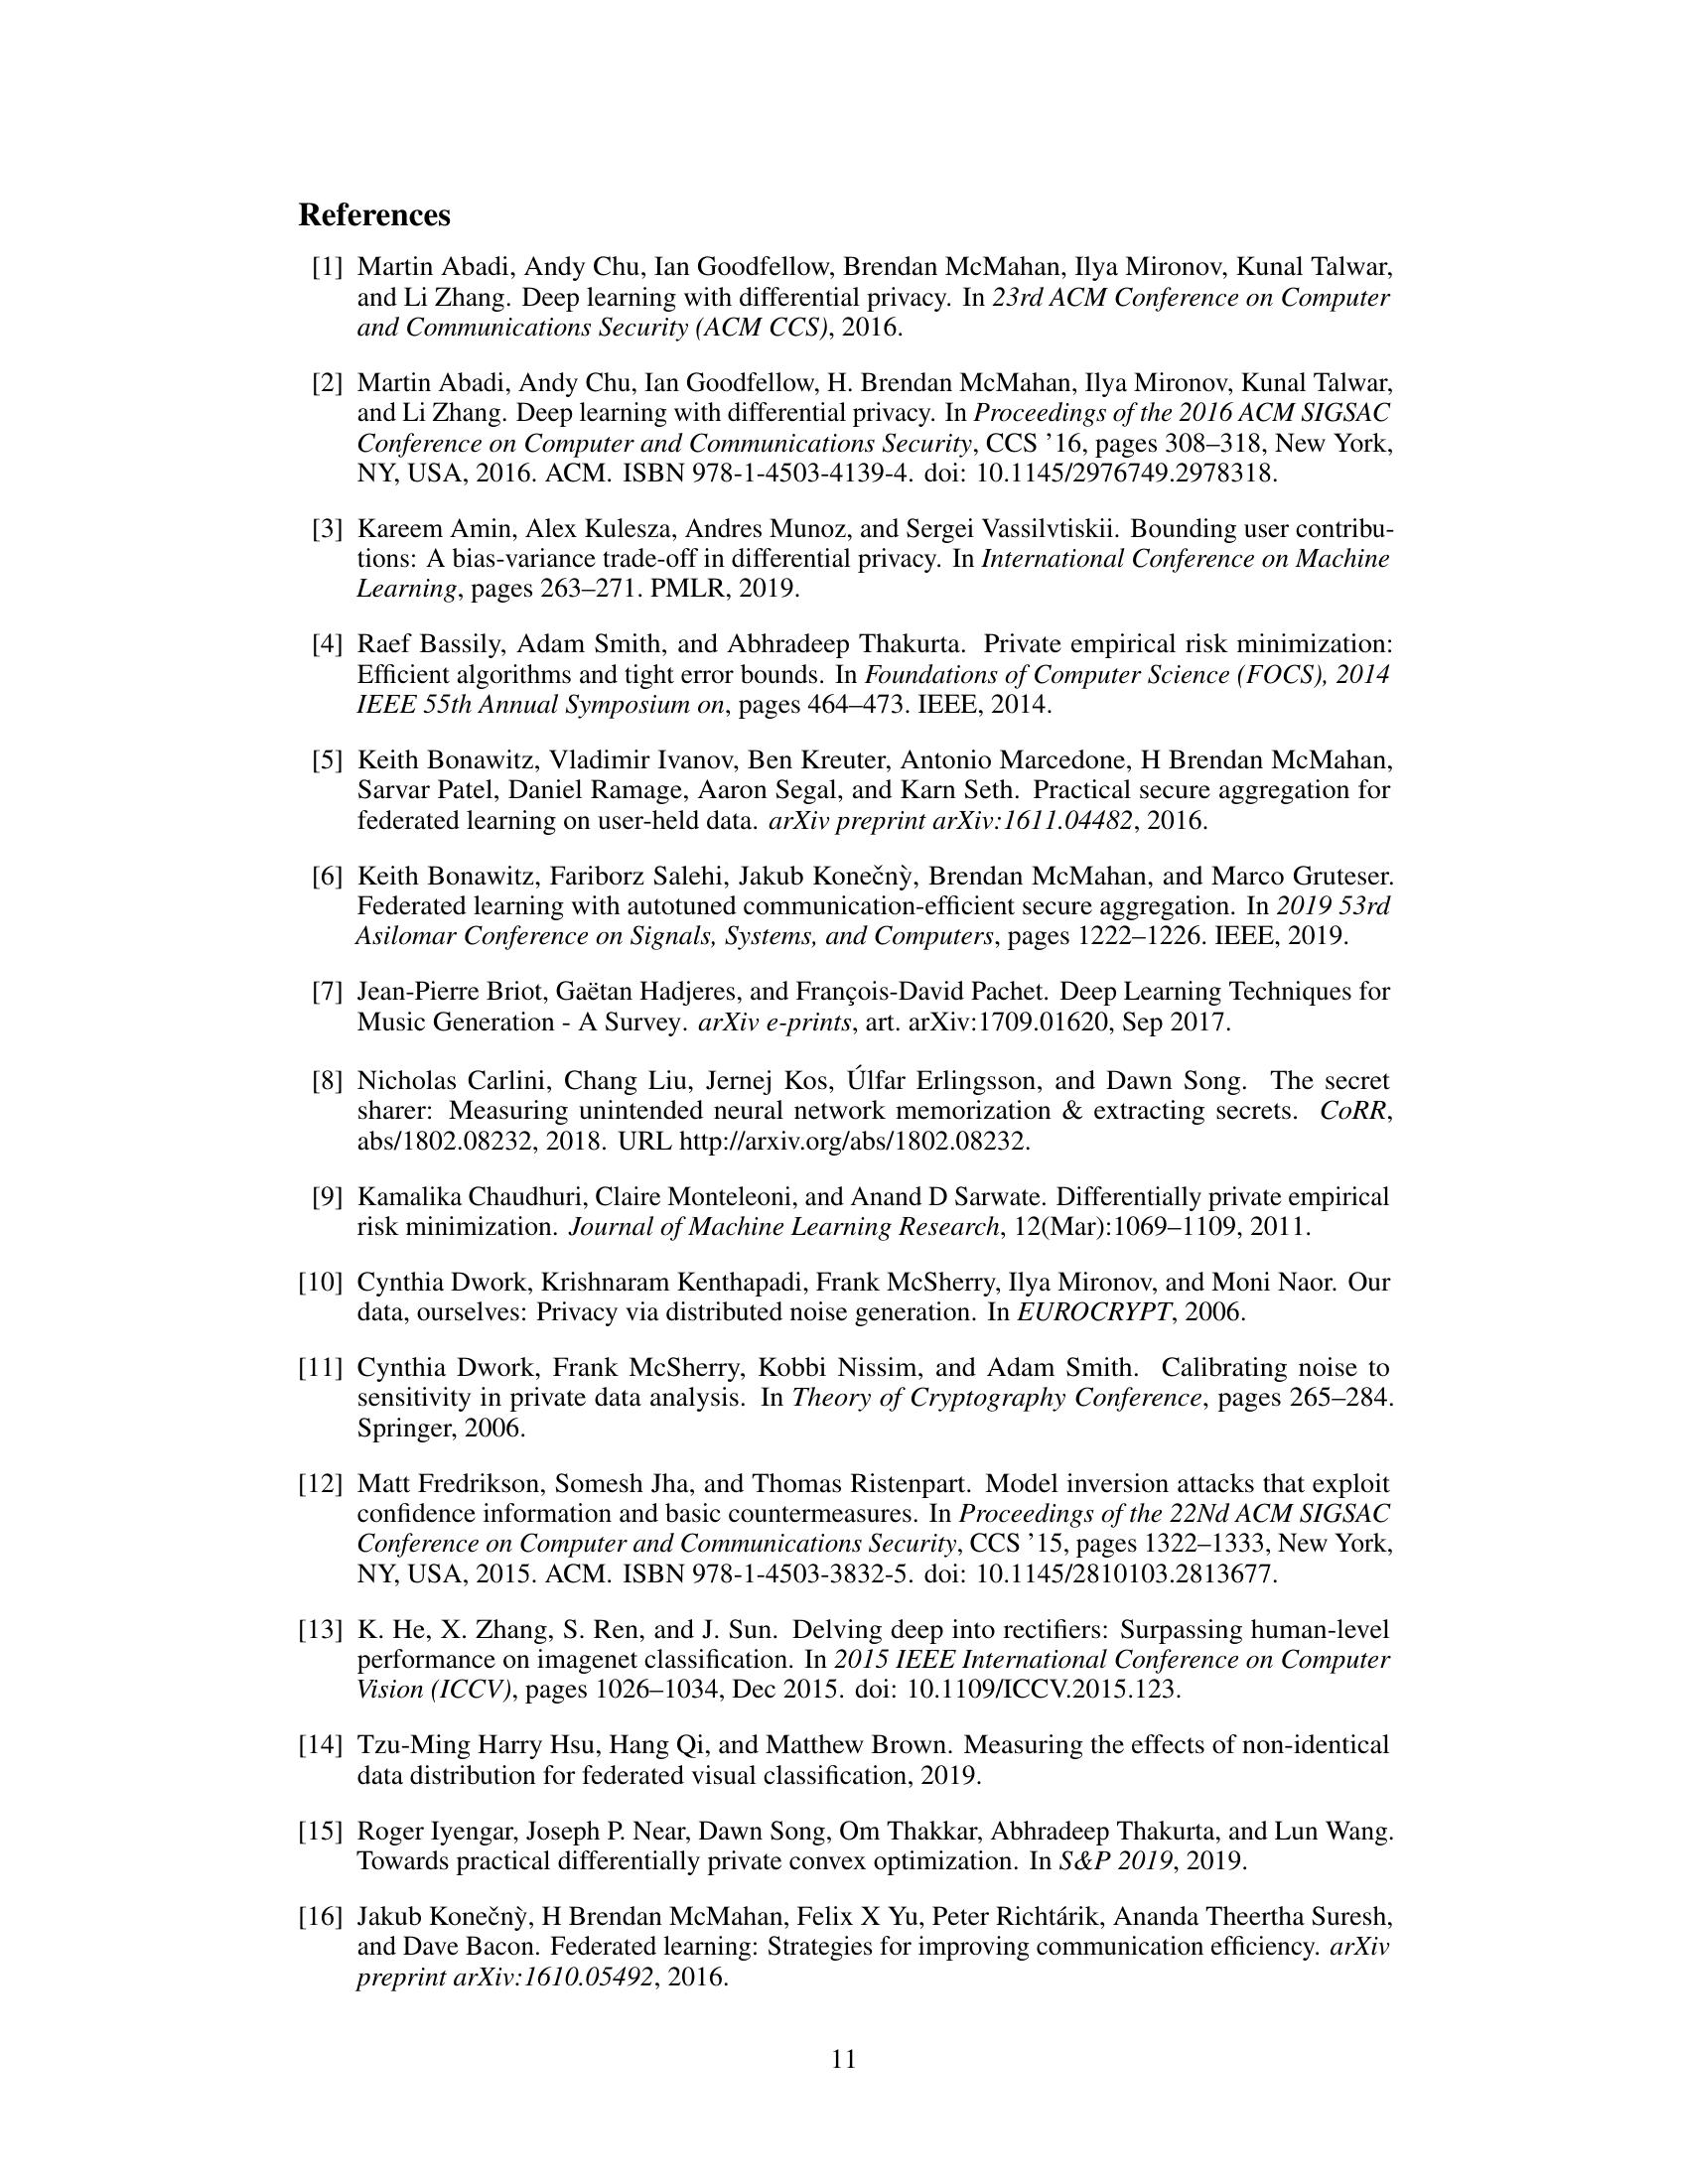 References
[1] Martin Abadi, Andy Chu, Ian Goodfellow, Brendan McMahan, Ilya Mironov, Kunal Talwar,
and Li Zhang. Deep learning with differential privacy. In 23rd ACM Conference on Computer
and Communications Security (ACM CCS), 2016.
[2] Martin Abadi, Andy Chu, Ian Goodfellow, H. Brendan McMahan, Ilya Mironov, Kunal Talwar,
and Li Zhang. Deep learning with differential privacy. In Proceedings of the 2016 ACM SIGSAC
Conference on Computer and Communications Security, CCS ’16, pages 308–318, New York,
NY, USA, 2016. ACM. ISBN 978-1-4503-4139-4. doi: 10.1145/2976749.2978318.
[3] Kareem Amin, Alex Kulesza, Andres Munoz, and Sergei Vassilvtiskii. Bounding user contribu-
tions: A bias-variance trade-off in differential privacy. In International Conference on Machine
Learning, pages 263–271. PMLR, 2019.
[4] Raef Bassily, Adam Smith, and Abhradeep Thakurta. Private empirical risk minimization:
Efficient algorithms and tight error bounds. In Foundations of Computer Science (FOCS), 2014
IEEE 55th Annual Symposium on, pages 464–473. IEEE, 2014.
[5] Keith Bonawitz, Vladimir Ivanov, Ben Kreuter, Antonio Marcedone, H Brendan McMahan,
Sarvar Patel, Daniel Ramage, Aaron Segal, and Karn Seth. Practical secure aggregation for
federated learning on user-held data. arXiv preprint arXiv:1611.04482, 2016.
[6] Keith Bonawitz, Fariborz Salehi, Jakub Konečnỳ, Brendan McMahan, and Marco Gruteser.
Federated learning with autotuned communication-efficient secure aggregation. In 2019 53rd
Asilomar Conference on Signals, Systems, and Computers, pages 1222–1226. IEEE, 2019.
[7] Jean-Pierre Briot, Gaëtan Hadjeres, and François-David Pachet. Deep Learning Techniques for
Music Generation - A Survey. arXiv e-prints, art. arXiv:1709.01620, Sep 2017.
[8] Nicholas Carlini, Chang Liu, Jernej Kos, Úlfar Erlingsson, and Dawn Song. The secret
sharer: Measuring unintended neural network memorization & extracting secrets. CoRR,
abs/1802.08232, 2018. URL http://arxiv.org/abs/1802.08232.
[9] Kamalika Chaudhuri, Claire Monteleoni, and Anand D Sarwate. Differentially private empirical
risk minimization. Journal of Machine Learning Research, 12(Mar):1069–1109, 2011.
[10] Cynthia Dwork, Krishnaram Kenthapadi, Frank McSherry, Ilya Mironov, and Moni Naor. Our
data, ourselves: Privacy via distributed noise generation. In EUROCRYPT, 2006.
[11] Cynthia Dwork, Frank McSherry, Kobbi Nissim, and Adam Smith. Calibrating noise to
sensitivity in private data analysis. In Theory of Cryptography Conference, pages 265–284.
Springer, 2006.
[12] Matt Fredrikson, Somesh Jha, and Thomas Ristenpart. Model inversion attacks that exploit
confidence information and basic countermeasures. In Proceedings of the 22Nd ACM SIGSAC
Conference on Computer and Communications Security, CCS ’15, pages 1322–1333, New York,
NY, USA, 2015. ACM. ISBN 978-1-4503-3832-5. doi: 10.1145/2810103.2813677.
[13] K. He, X. Zhang, S. Ren, and J. Sun. Delving deep into rectifiers: Surpassing human-level
performance on imagenet classification. In 2015 IEEE International Conference on Computer
Vision (ICCV), pages 1026–1034, Dec 2015. doi: 10.1109/ICCV.2015.123.
[14] Tzu-Ming Harry Hsu, Hang Qi, and Matthew Brown. Measuring the effects of non-identical
data distribution for federated visual classification, 2019.
[15] Roger Iyengar, Joseph P. Near, Dawn Song, Om Thakkar, Abhradeep Thakurta, and Lun Wang.
Towards practical differentially private convex optimization. In S&P 2019, 2019.
[16] Jakub Konečnỳ, H Brendan McMahan, Felix X Yu, Peter Richtárik, Ananda Theertha Suresh,
and Dave Bacon. Federated learning: Strategies for improving communication efficiency. arXiv
preprint arXiv:1610.05492, 2016.
11